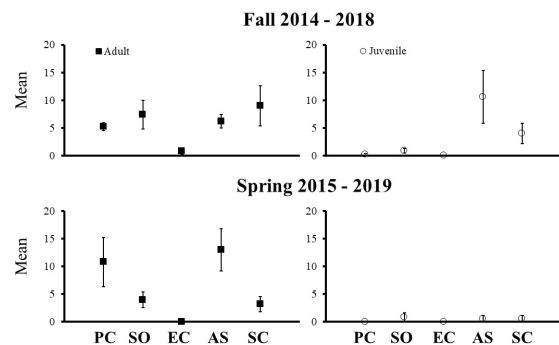 Fall 2014 - 2018
20 20
■ Adult ○ Juvenile
15 15
Mean
10 10
5 5
0 0
Spring 2015 - 2019
20 20
15 15
Mean
10 10
5 5
0 0
PC SO EC AS SC PC SO EC AS SC